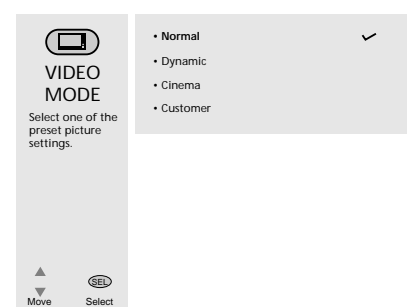 VIDEO
MODE
Select one of the
preset picture
settings.
• Normal
• Dynamic
• Cinema
• Customer
SEL
Move Select